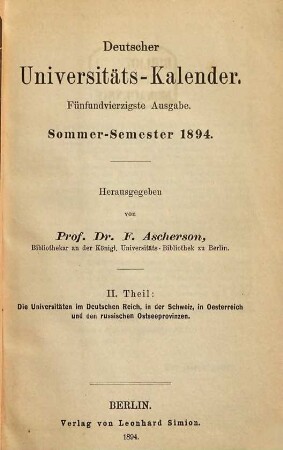 Deutscher
Universitäts-Kalender.
Fünfundvierzigste Ausgabe.
Sommer-Semester 1894.
Herausgegeben
von
Prof. Dr. F. Ascherson,
Bibliothekar an der Königl. Universitäts-Bibliothek zu Berlin.
II. Theil:
Die Universitäten im Deutschen Reich, in der Schweiz, in Oesterreich
und den russischen Ostseeprovinzen.
BERLIN.
Verlag von Leonhard Simion.
1894.